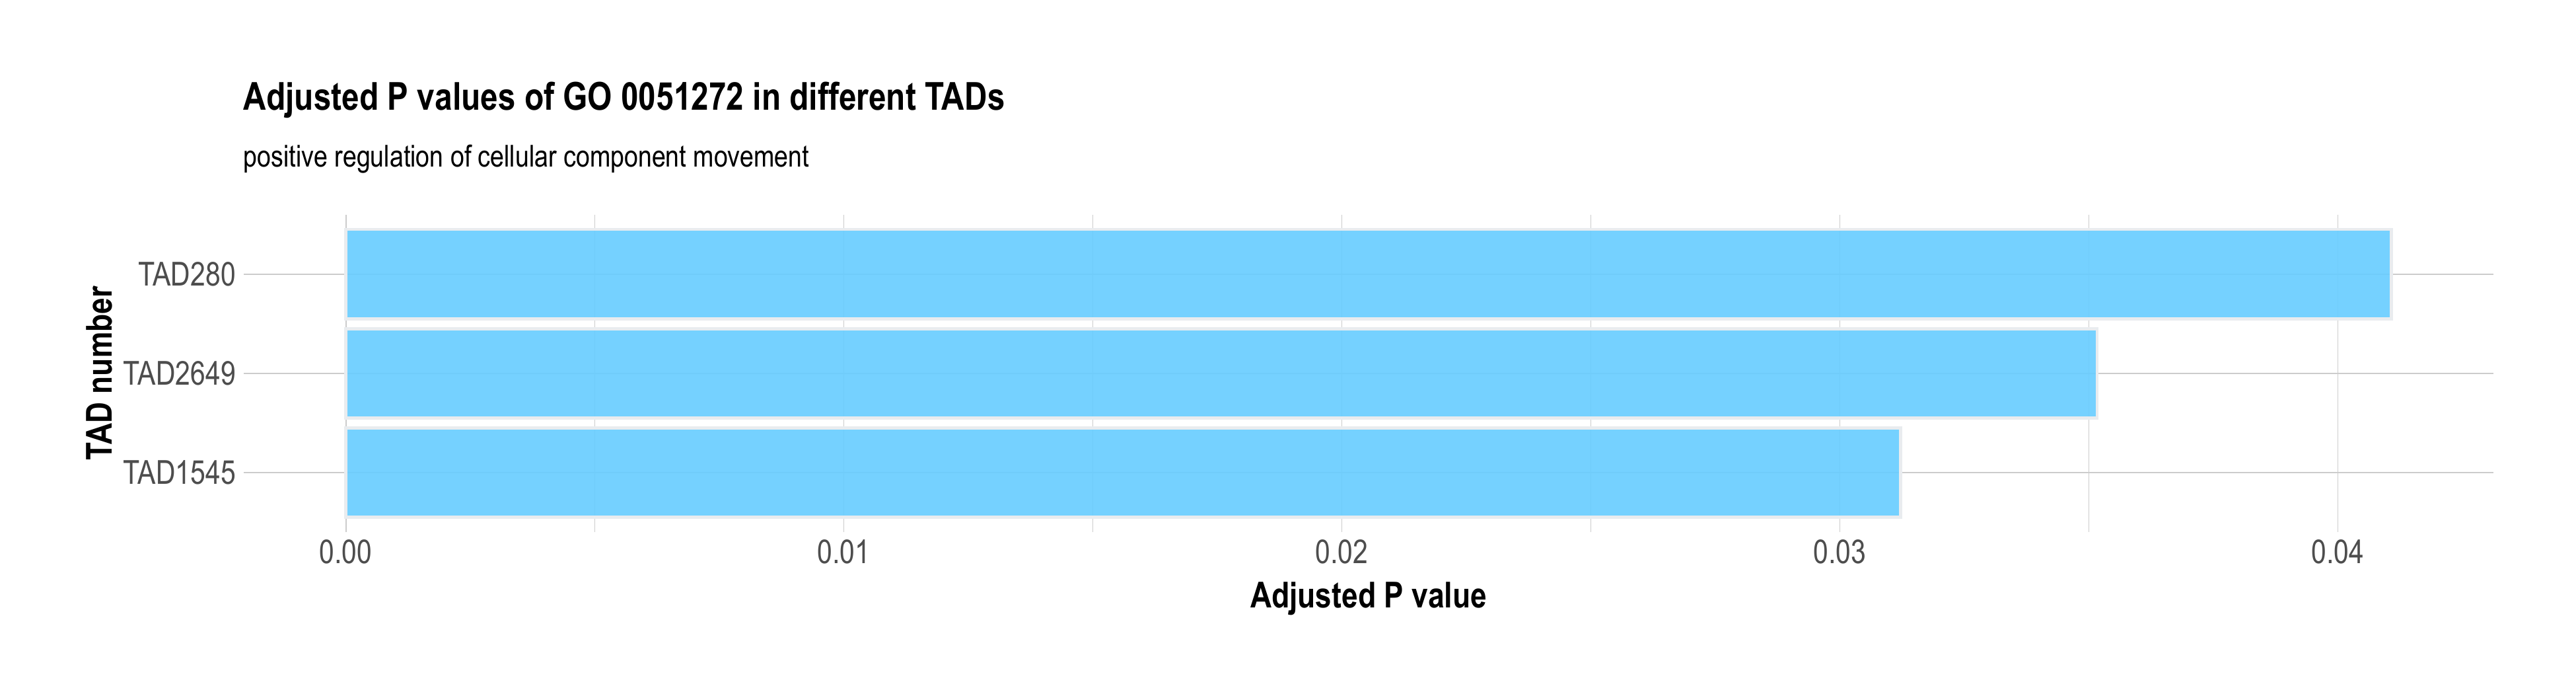 Adjusted P values of GO 0051272 in different TADs
positive regulation of cellular component movement
TAD number
TAD280
TAD2649
TAD1545
0.00 0.01 0.02 0.03 0.04
Adjusted P value